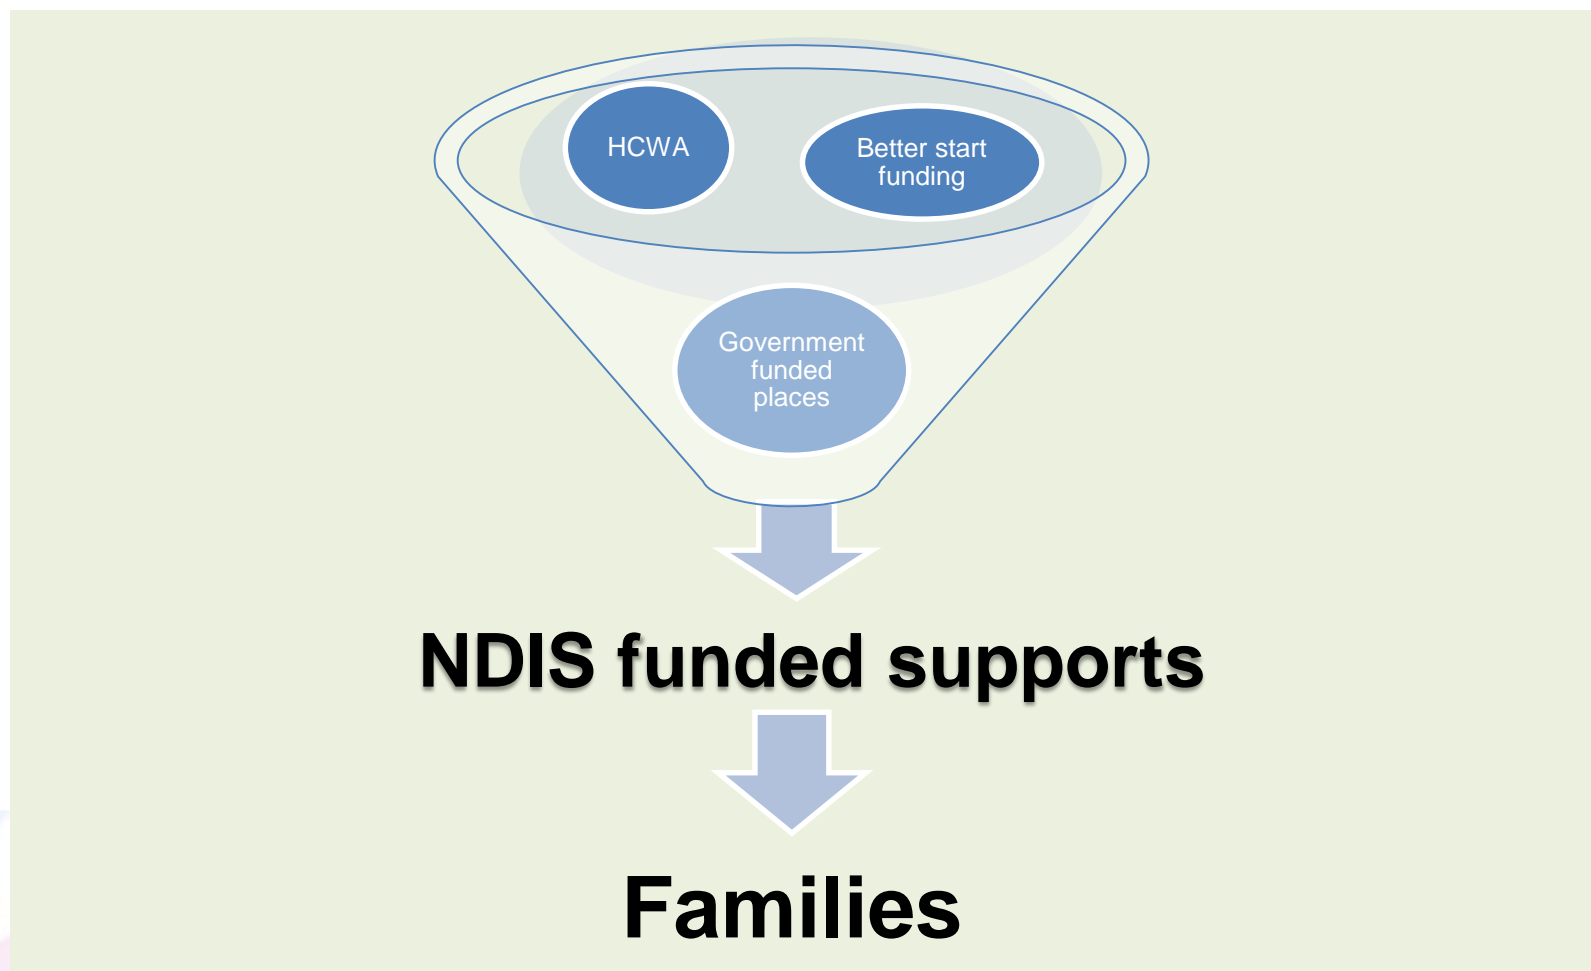 HCWA
Better start
funding
Government
funded
places
NDIS funded supports
Families